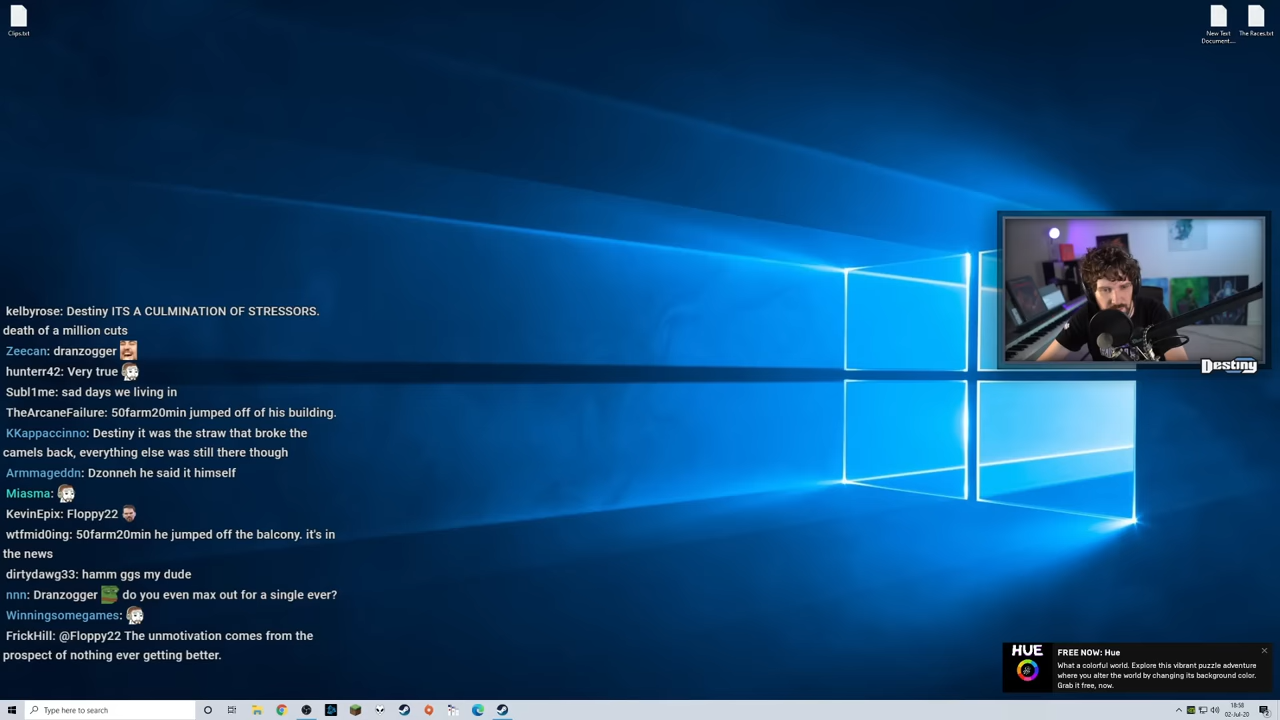 Clips.txt
New Text
Document....
The Races.txt
kelbyrose: Destiny ITS A CULMINATION OF STRESSORS.
death of a million cuts
Zeecan: dranzogger
hunterr42: Very true
Subl1me: sad days we living in
TheArcaneFailure: 50farm20min jumped off of his building.
KKappaccinno: Destiny it was the straw that broke the
camels back, everything else was still there though
Armmageddn: Dzonneh he said it himself
Miasma:
KevinEpix: Floppy22
wtfmid0ing: 50farm20min he jumped off the balcony. it's in
the news
dirtydawg33: hamm ggs my dude
nnn: Dranzogger do you even max out for a single ever?
Winningsomegames:
FrickHill: @Floppy22 The unmotivation comes from the
prospect of nothing ever getting better.
Destiny
HUE
FREE NOW: Hue
What a colorful world. Explore this vibrant puzzle adventure
where you alter the world by changing its background color.
Grab it free, now.
Type here to search
18:58
02-Jul-20